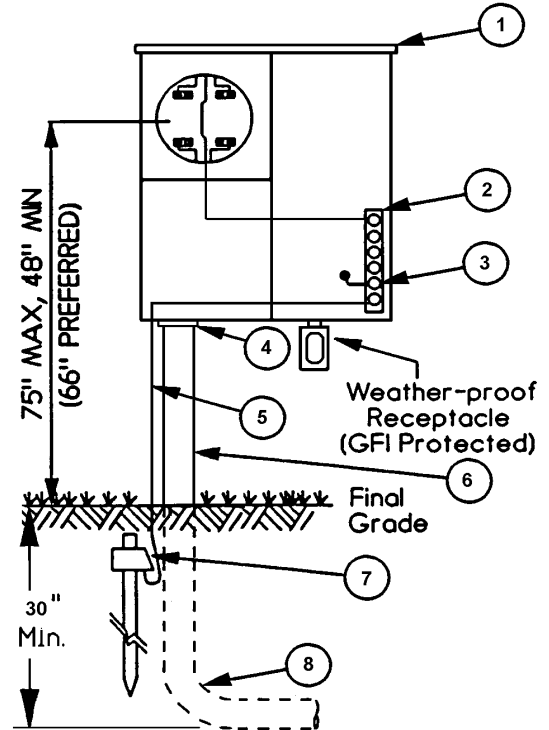 1
2
3
4
5
6
7
8
75" MAX, 48" MIN
(66" PREFERRED)
Weather-proof
Receptacle
(GFI Protected)
Final
Grade
30"
Min.